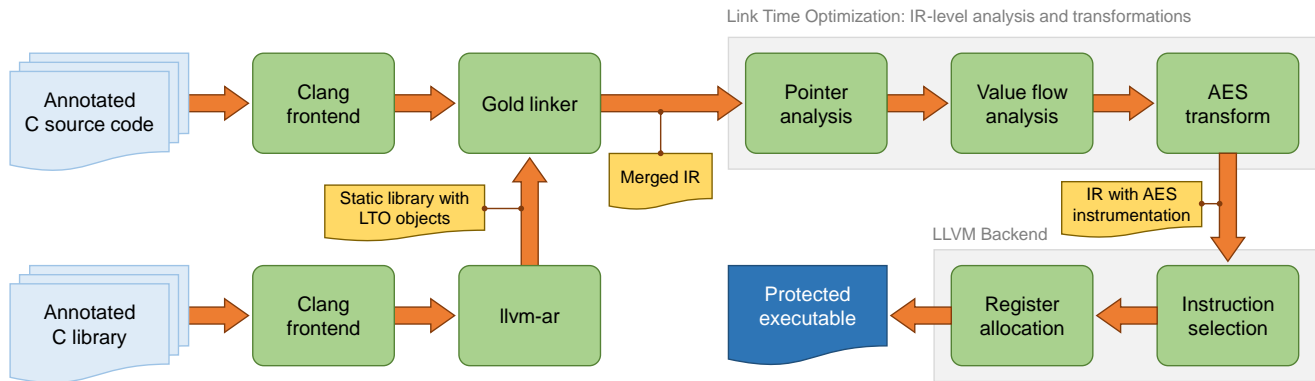 Link Time Optimization: IR-level analysis and transformations
Annotated
C source code
Clang
frontend
Gold linker
Pointer
analysis
Value flow
analysis
AES
transform
Merged IR
Static library with
LTO objects
IR with AES
instrumentation
LLVM Backend
Annotated
C library
Clang
frontend
llvm-ar
Protected
executable
Register
allocation
Instruction
selection